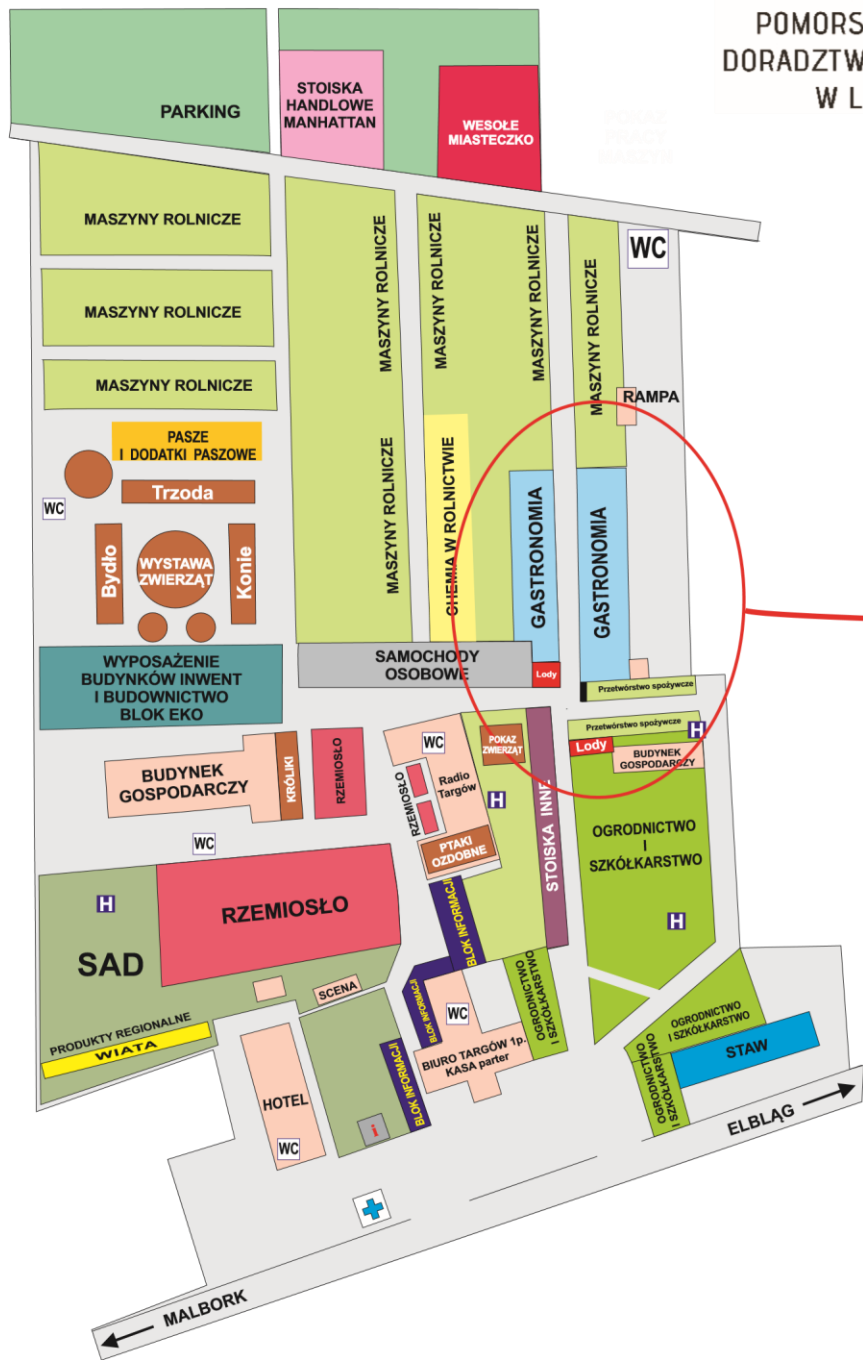 POMORS
DORADZTW
W L
PARKING
STOISKA
HANDLOWE
MANHATTAN
WESOŁE
MIASTECZKO
POKAZ
PRACY
MASZYN
MASZYNY ROLNICZE
MASZYNY ROLNICZE
MASZYNY ROLNICZE
MASZYNY ROLNICZE
MASZYNY ROLNICZE
MASZYNY ROLNICZE
MASZYNY ROLNICZE
MASZYNY ROLNICZE
WC
RAMPA
PASZE
I DODATKI PASZOWE
Trzoda
WC
Bydło
WYSTAWA
ZWIERZĄT
Konie
CHEMIA W ROLNICTWIE
GASTRONOMIA
GASTRONOMIA
WYPOSAŻENIE
BUDYNKÓW INWENT
I BUDOWNICTWO
BLOK EKO
SAMOCHODY
OSOBOWE
Lody
Przetwórstwo spożywcze
Przetwórstwo spożywcze
H
Lody
BUDYNEK
GOSPODARCZY
BUDYNEK
GOSPODARCZY
KRÓLIKI
RZEMIOSŁO
WC
RZEMIOSŁO
Radio
Targów
POKAZ
ZWIERZĄT
H
STOISKA INNE
PTAKI
OZDOBNE
OGRODNICTWO
I
SZKÓŁKARSTWO
H
WC
H
SAD
RZEMIOSŁO
BLOK INFORMACJI
BLOK INFORMACJI
BLOK INFORMACJI
SCENA
PRODUKTY REGIONALNE
WIATA
WC
BIURO TARGÓW 1p.
KASA parter
OGRODNICTWO
I SZKÓŁKARSTWO
OGRODNICTWO
I SZKÓŁKARSTWO
OGRODNICTWO
I SZKÓŁKARSTWO
STAW
HOTEL
WC
i
ELBLĄG
MALBORK